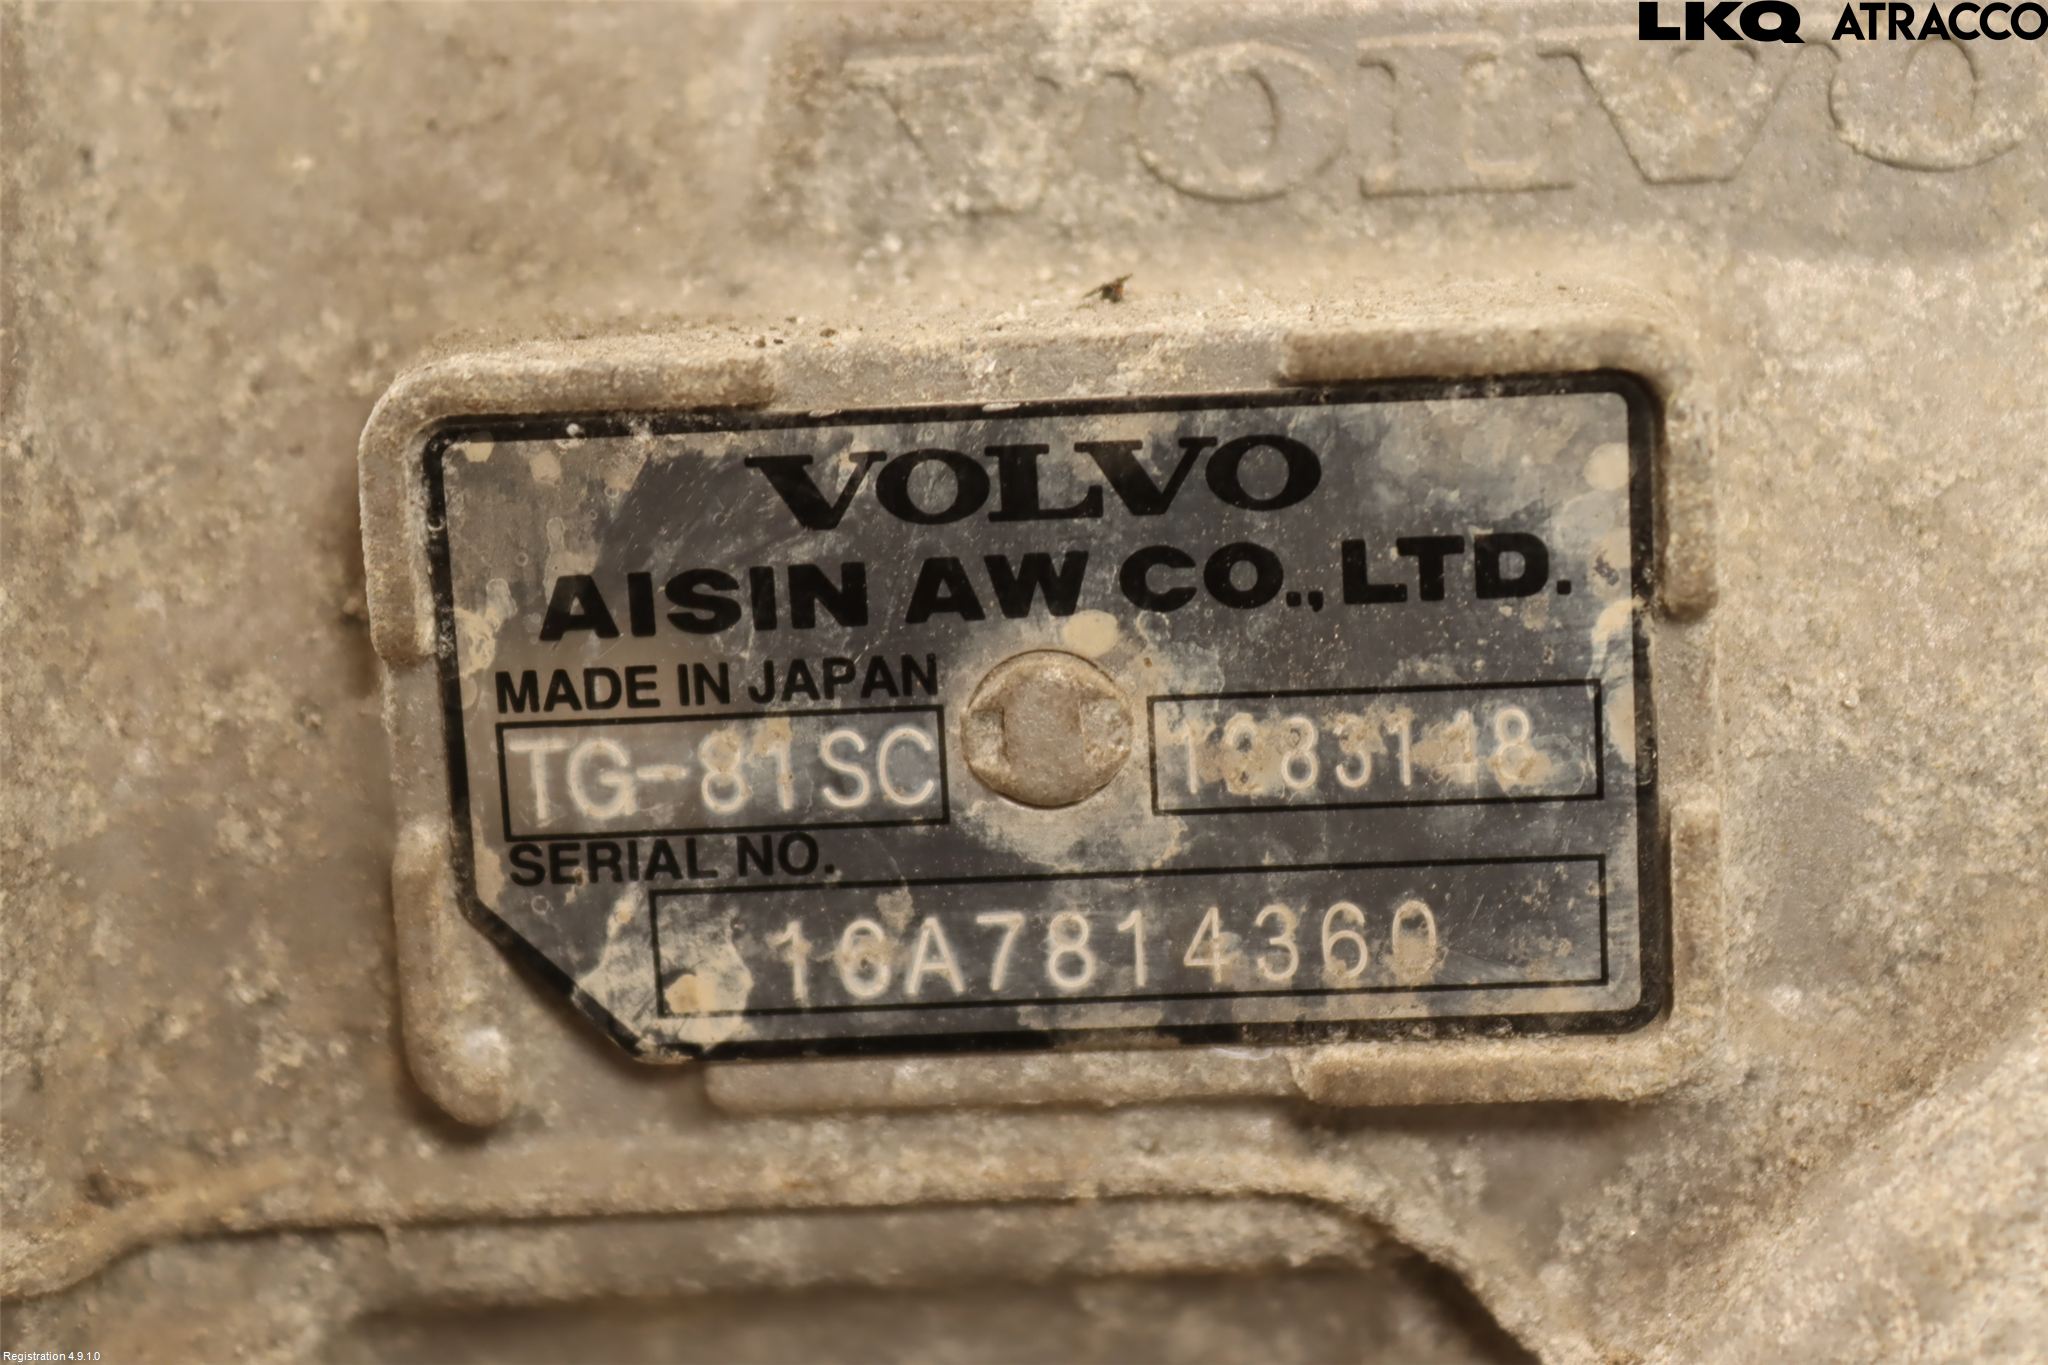 LKQ ATRACCO
VOLVO
VOLVO
AISIN AW CO., LTD.
MADE IN JAPAN
TG-81SC
SERIAL NO.
16A7814360
Registration 4.9.1.0